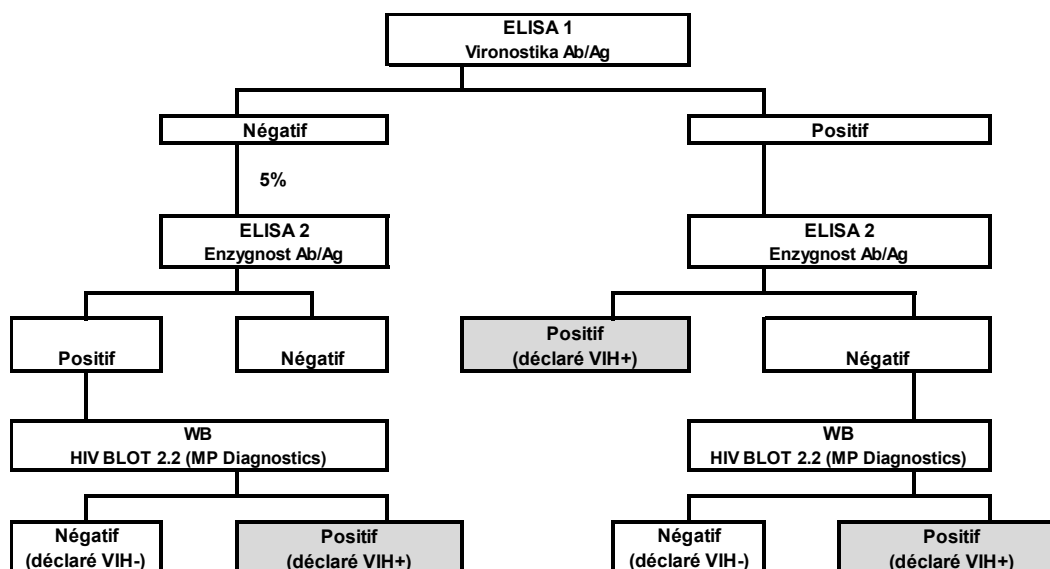 ELISA 1
Vironostika Ab/Ag
Négatif
Positif
5%
ELISA 2
Enzygnost Ab/Ag
ELISA 2
Enzygnost Ab/Ag
Positif
Négatif
Positif
(déclaré VIH+)
Négatif
WB
HIV BLOT 2.2 (MP Diagnostics)
WB
HIV BLOT 2.2 (MP Diagnostics)
Négatif
(déclaré VIH-)
Positif
(déclaré VIH+)
Négatif
(déclaré VIH-)
Positif
(déclaré VIH+)